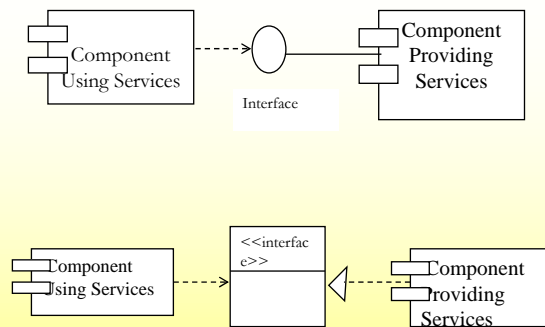 Component
Using Services
Component
Providing
Services
Interface
Component
Using Services
<<interfac
e>>
Component
Providing
Services